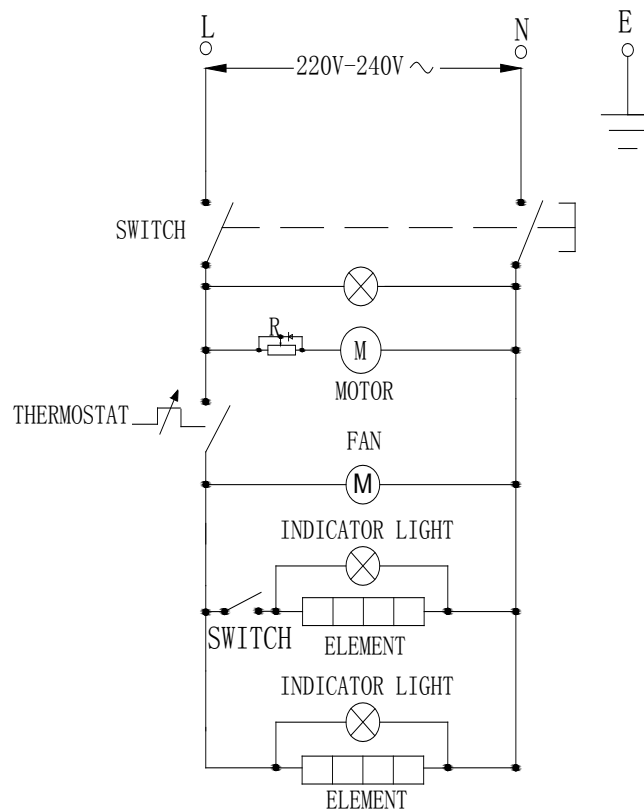 L
N
E
220V-240V
SWITCH
R
M
MOTOR
THERMOSTAT
FAN
M
INDICATOR LIGHT
SWITCH
ELEMENT
INDICATOR LIGHT
ELEMENT